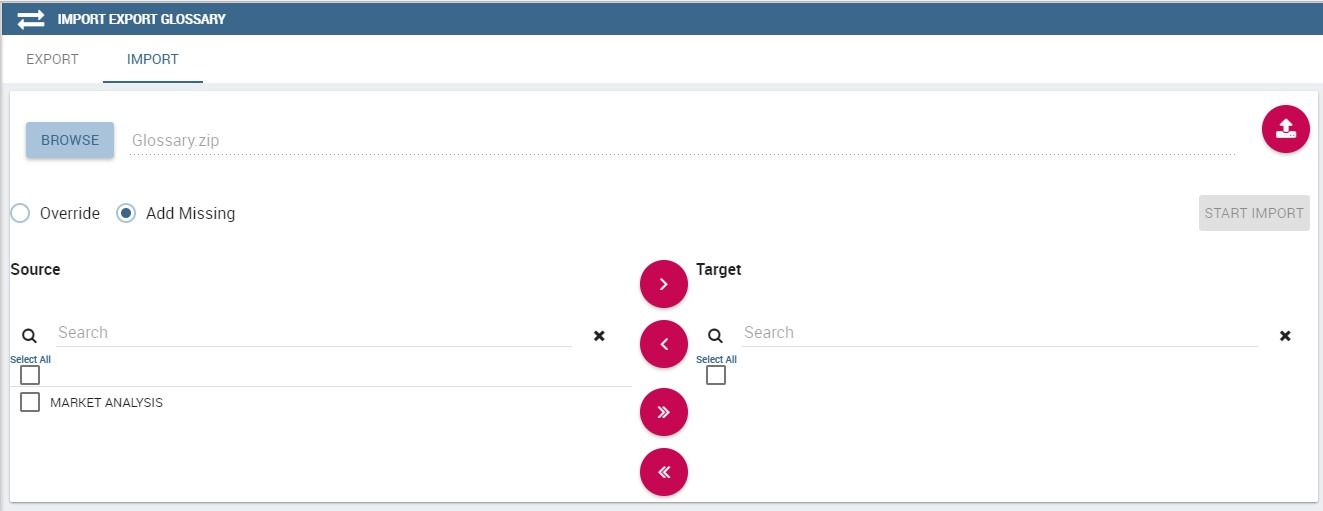 IMPORT EXPORT GLOSSARY
EXPORT IMPORT
BROWSE Glossary.zip
Override Add Missing START IMPORT
Source Target
Search Search
Select All Select All
MARKET ANALYSIS